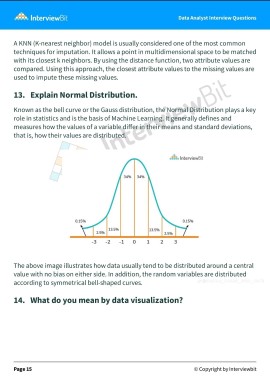 InterviewBit
Data Analyst Interview Questions
A KNN (K-nearest neighbor) model is usually considered one of the most common
techniques for imputation. It allows a point in multidimensional space to be matched
with its closest k neighbors. By using the distance function, two attribute values are
compared. Using this approach, the closest attribute values to the missing values are
used to impute these missing values.
13. Explain Normal Distribution.
Known as the bell curve or the Gauss distribution, the Normal Distribution plays a key
role in statistics and is the basis of Machine Learning. It generally defines and
measures how the values of a variable differ in their means and standard deviations,
that is, how their values are distributed.
InterviewBit
InterviewBit
34% 34%
0.15% 0.15%
2.5% 13.5% 13.5% 2.5%
-3 -2 -1 0 1 2 3
The above image illustrates how data usually tend to be distributed around a central
value with no bias on either side. In addition, the random variables are distributed
according to symmetrical bell-shaped curves.
14. What do you mean by data visualization?
Page 15
© Copyright by Interviewbit